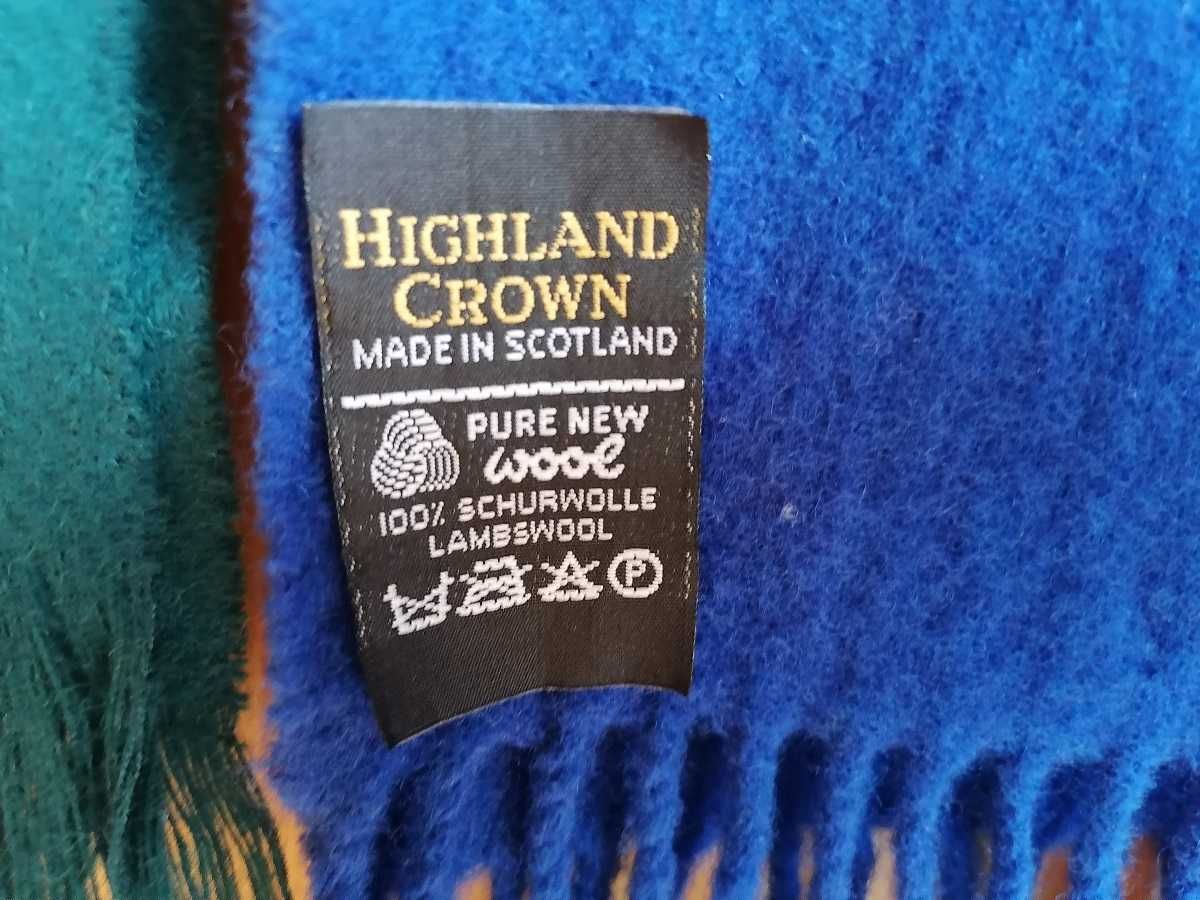 HIGHLAND
CROWN
MADE IN SCOTLAND
PURE NEW
wool
100% SCHURWOLLE
LAMBSWOOL
P